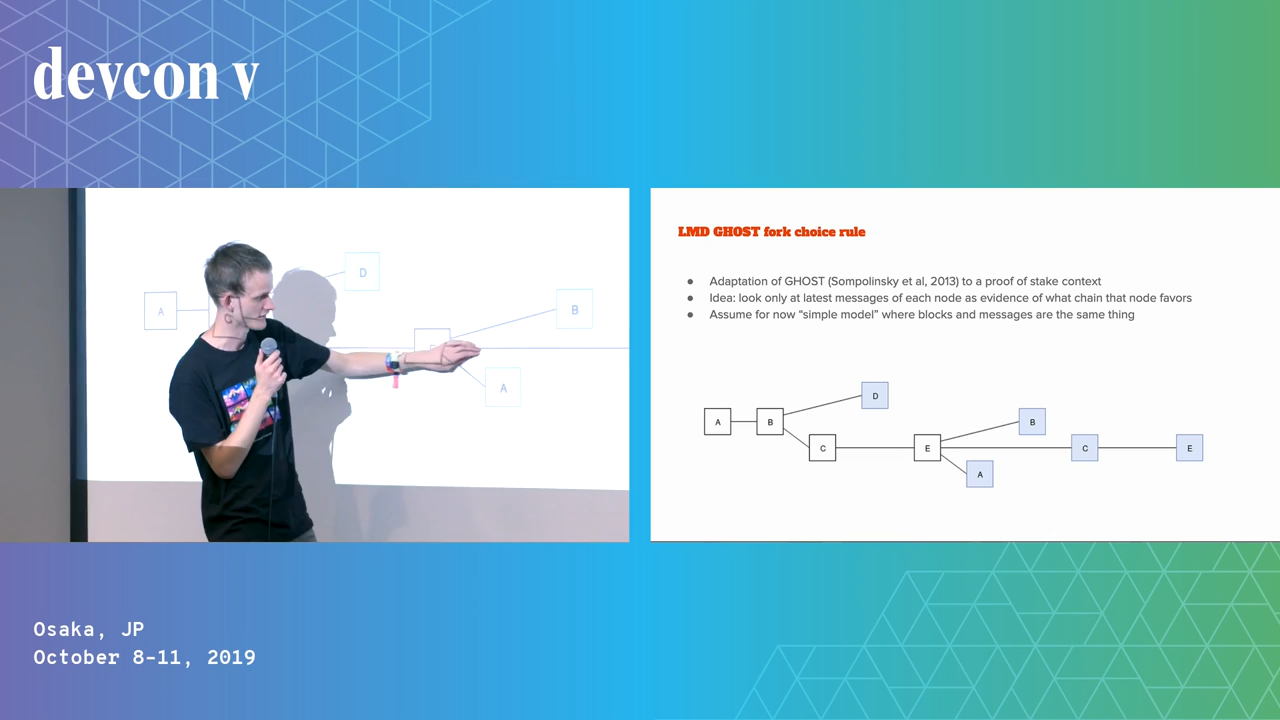 devcon v
A
D
B
A
LMD GHOST fork choice rule
● Adaptation of GHOST (Sompolinsky et al, 2013) to a proof of stake context
● Idea: look only at latest messages of each node as evidence of what chain that node favors
● Assume for now “simple model” where blocks and messages are the same thing
D
A B B
C E C E
A
Osaka, JP
October 8-11, 2019